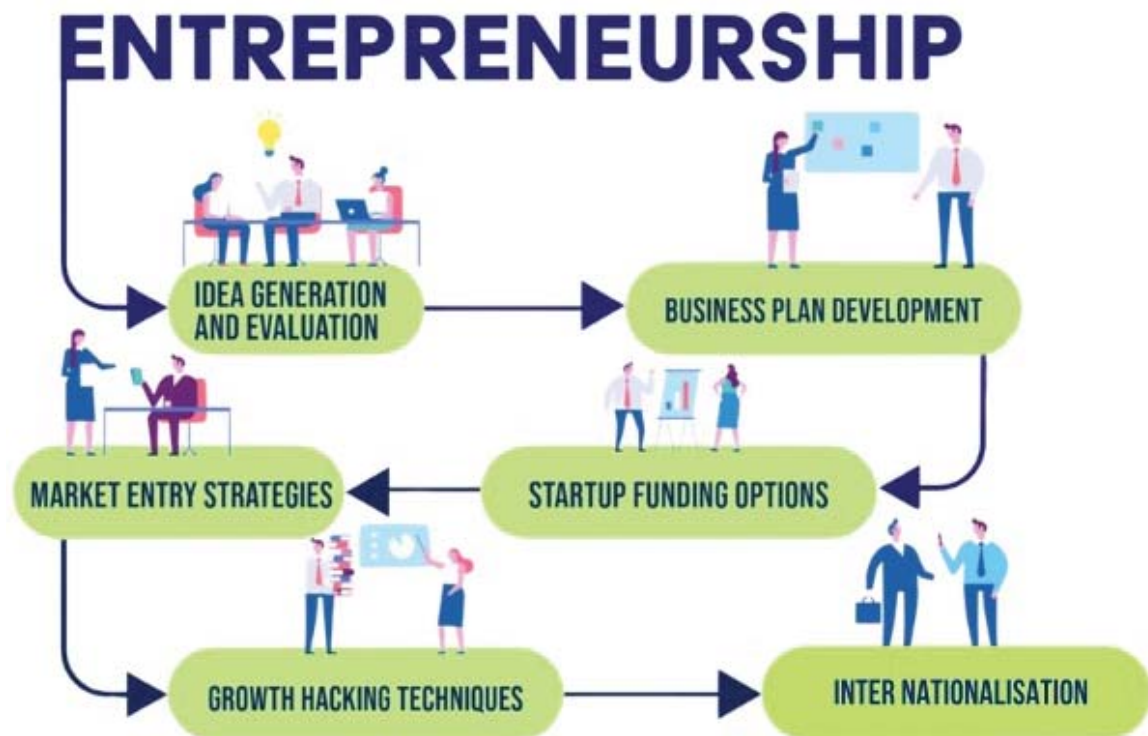 ENTREPRENEURSHIP
IDEA GENERATION
AND EVALUATION
BUSINESS PLAN DEVELOPMENT
STARTUP FUNDING OPTIONS
MARKET ENTRY STRATEGIES
GROWTH HACKING TECHNIQUES
INTER NATIONALISATION